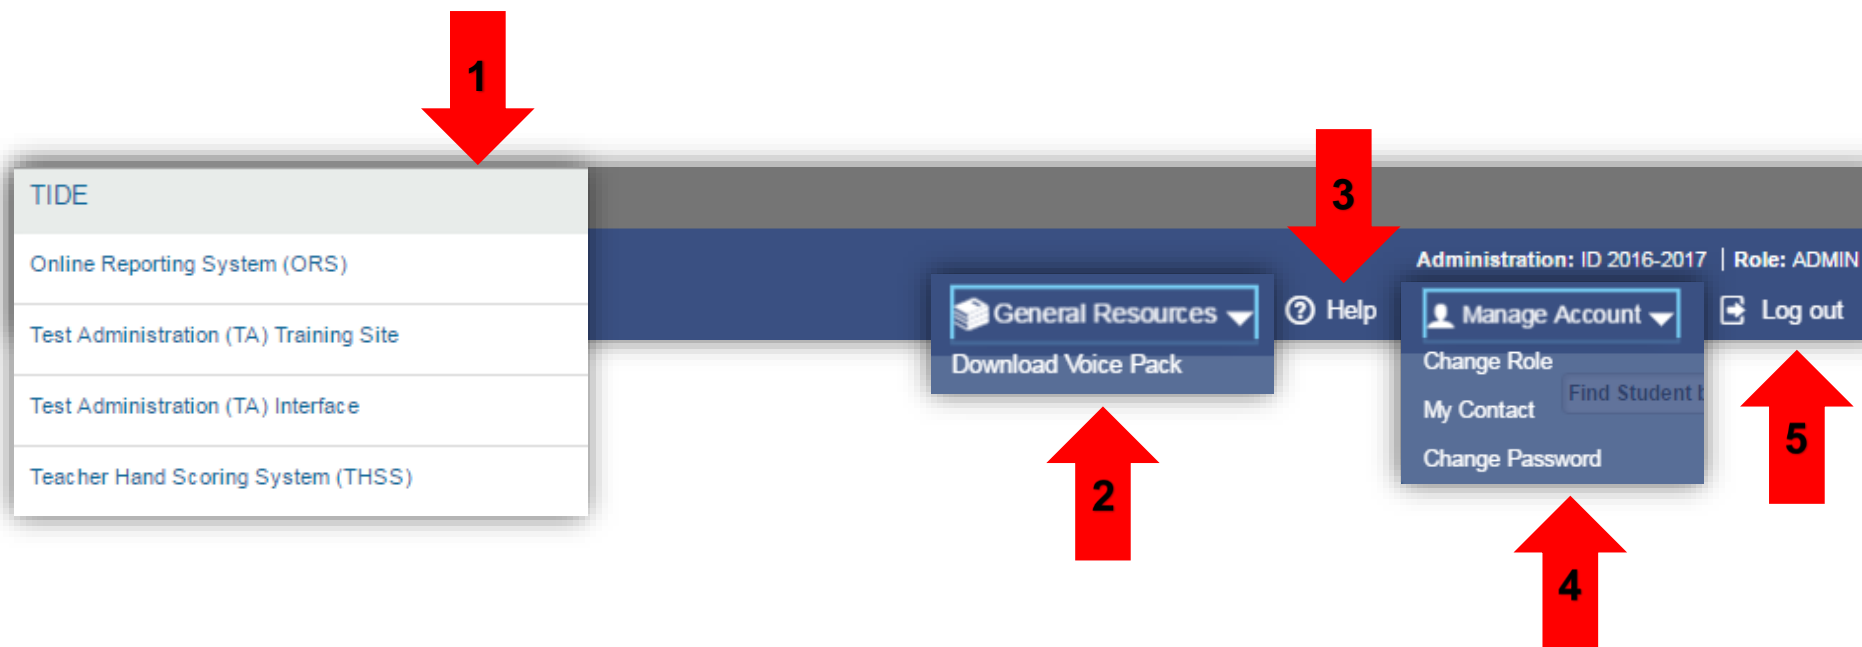 1
TIDE
Online Reporting System (ORS)
Test Administration (TA) Training Site
Test Administration (TA) Interface
Teacher Hand Scoring System (THSS)
General Resources
Download Voice Pack
2
3
Help
Administration: ID 2016-2017 | Role: ADMIN
Manage Account
Change Role
My Contact
Change Password
Find Student
4
Log out
5